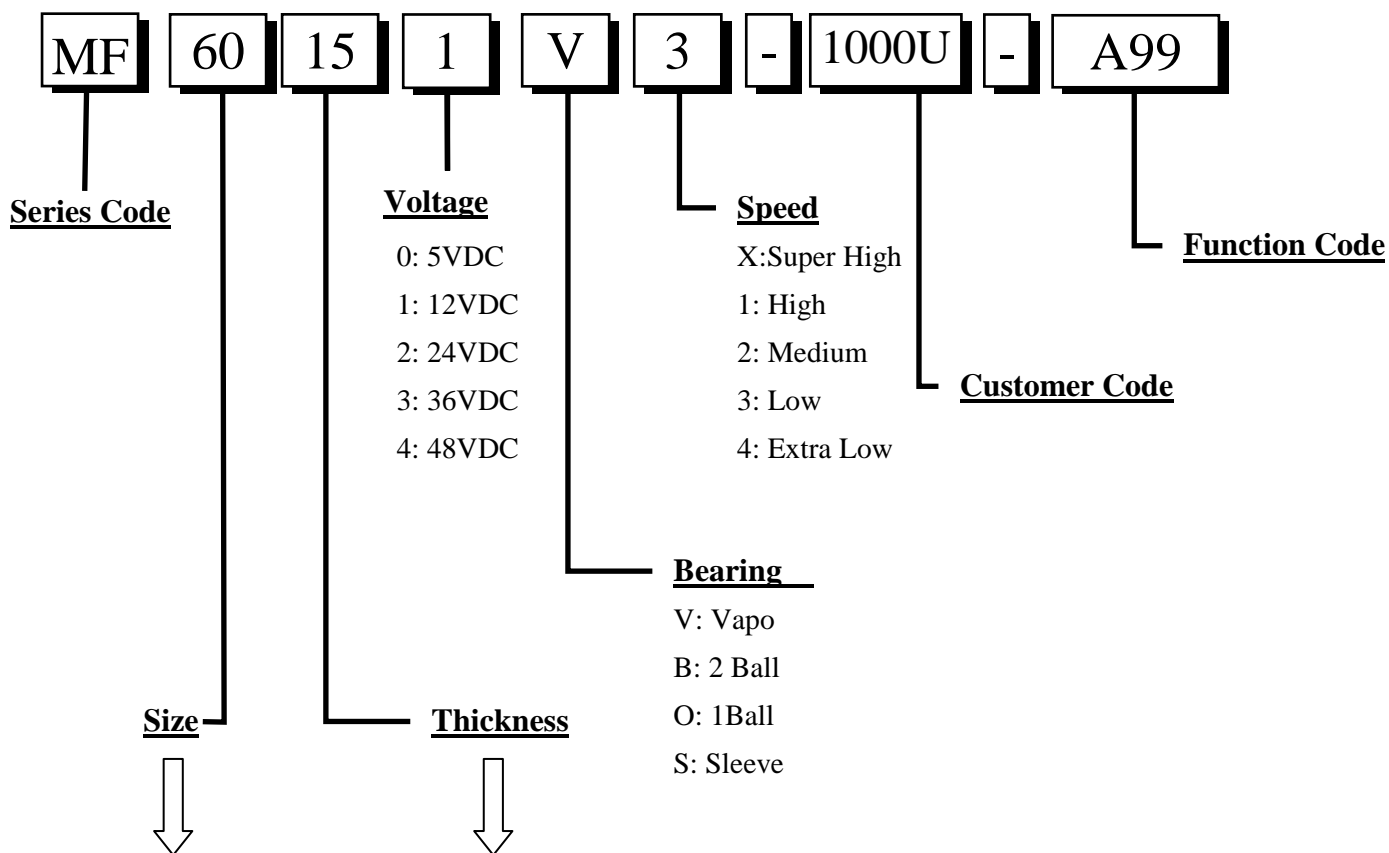 MF 60 15 1 V 3 - 1000U - A99
Series Code
Voltage
0: 5VDC
1: 12VDC
2: 24VDC
3: 36VDC
4: 48VDC
Speed
X:Super High
1: High
2: Medium
3: Low
4: Extra Low
Function Code
Customer Code
Bearing
V: Vapo
B: 2 Ball
O: 1Ball
S: Sleeve
Size
Thickness